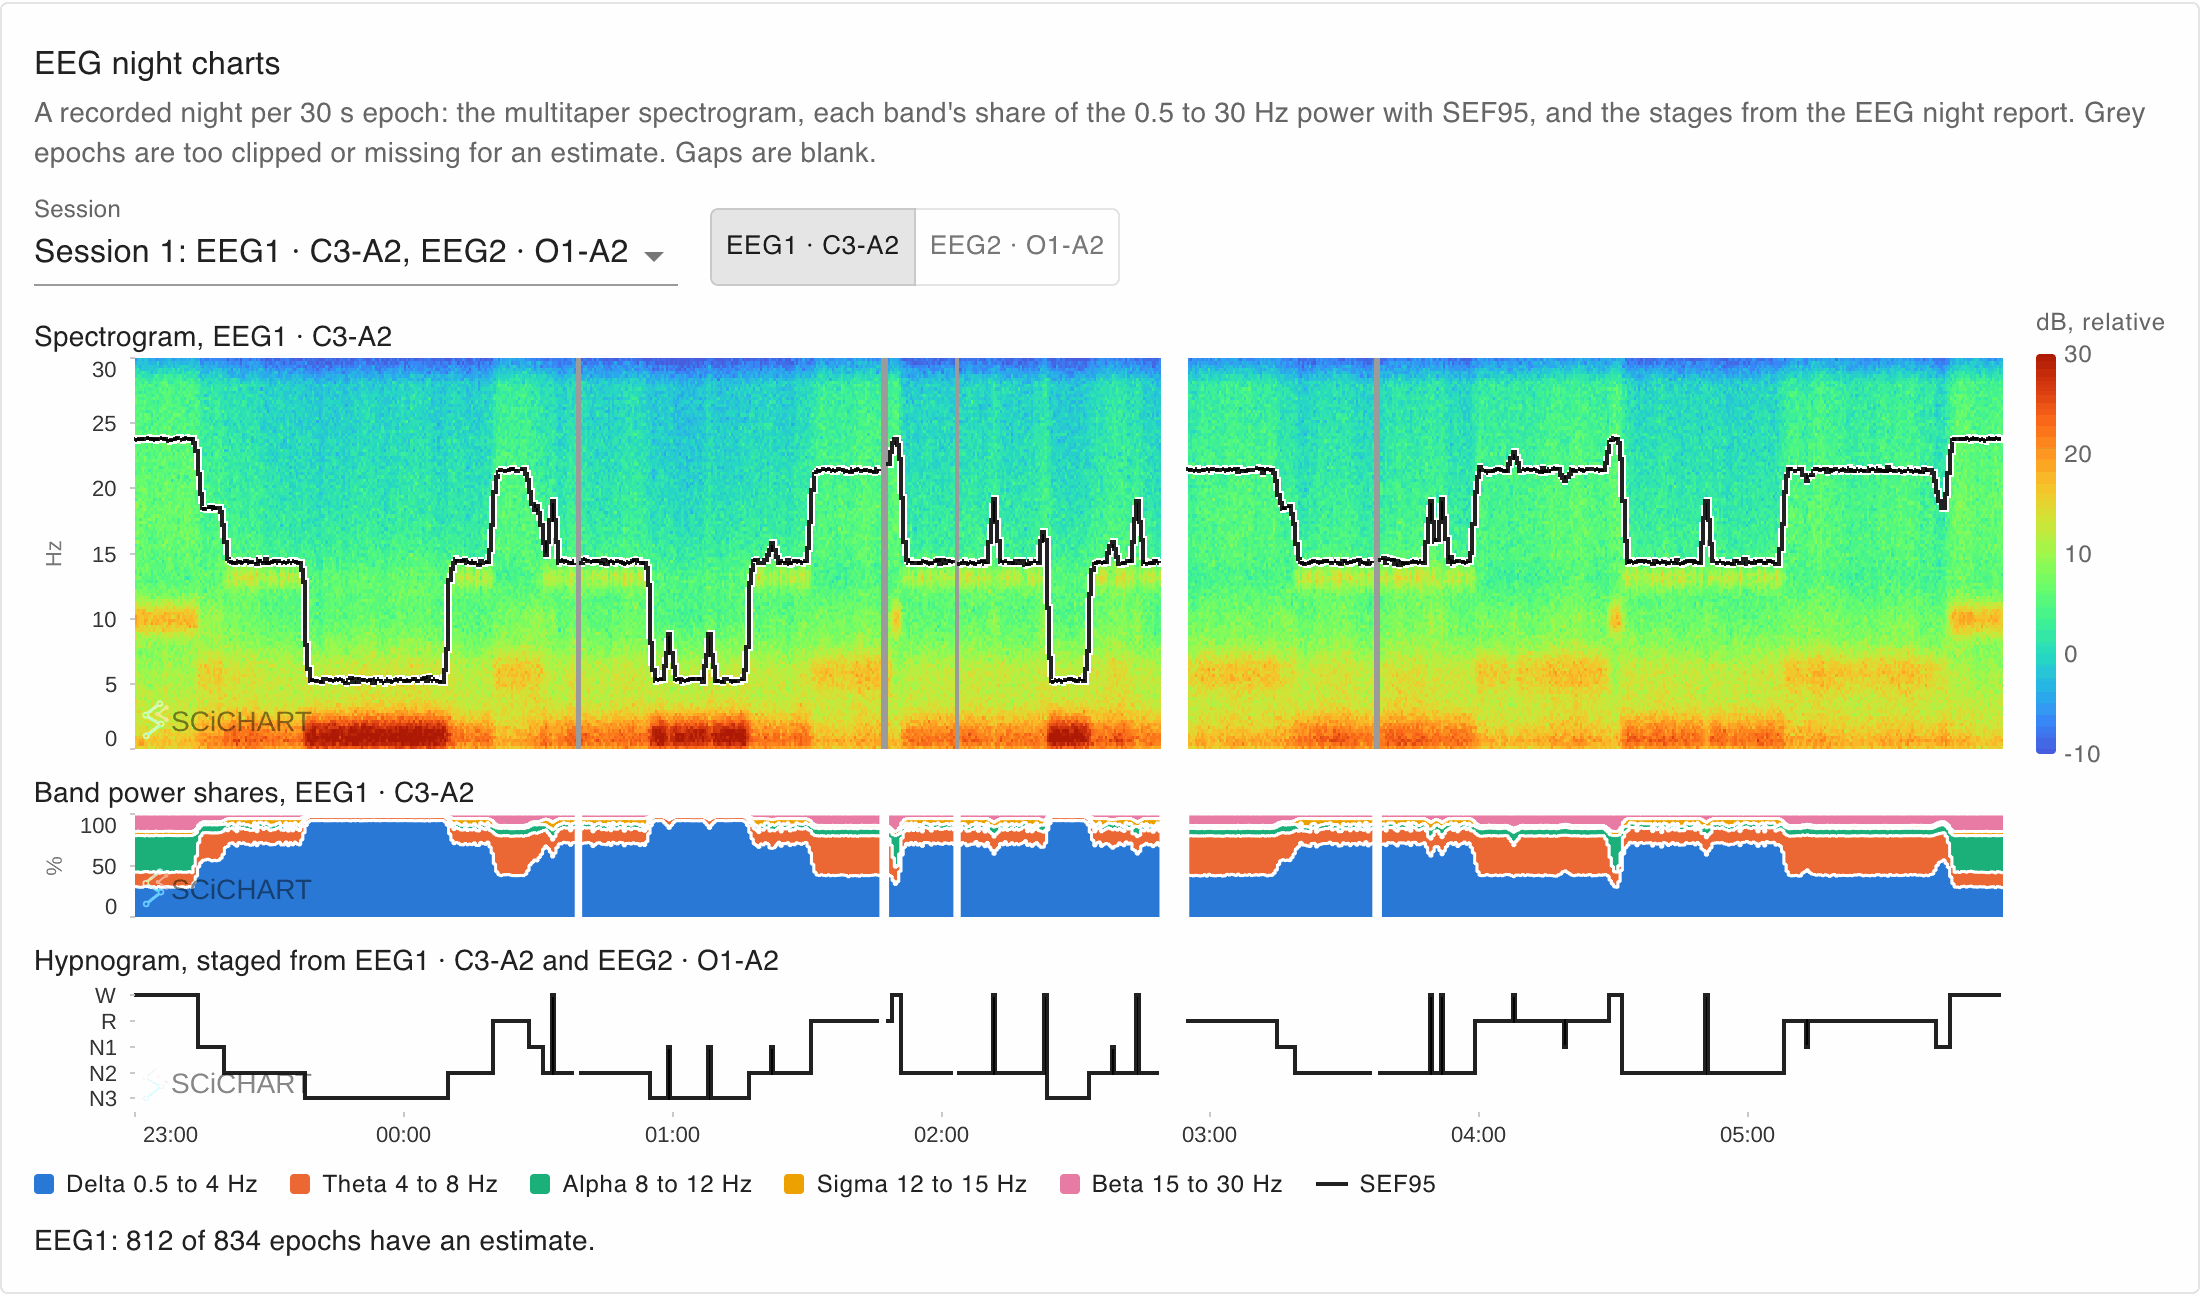 EEG night charts
A recorded night per 30 s epoch: the multitaper spectrogram, each band's share of the 0.5 to 30 Hz power with SEF95, and the stages from the EEG night report. Grey
epochs are too clipped or missing for an estimate. Gaps are blank.
Session
Session 1: EEG1 · C3-A2, EEG2 · O1-A2
EEG1 · C3-A2
EEG2 · O1-A2
Spectrogram, EEG1 · C3-A2
dB, relative
30
25
20
15
10
5
0
Hz
30
20
10
0
-10
SCiCHART
Band power shares, EEG1 · C3-A2
100
50
0
%
SCiCHART
Hypnogram, staged from EEG1 · C3-A2 and EEG2 · O1-A2
W
R
N1
N2
N3
SCiCHART
23:00 00:00 01:00 02:00 03:00 04:00 05:00
Delta 0.5 to 4 Hz Theta 4 to 8 Hz Alpha 8 to 12 Hz Sigma 12 to 15 Hz Beta 15 to 30 Hz SEF95
EEG1: 812 of 834 epochs have an estimate.